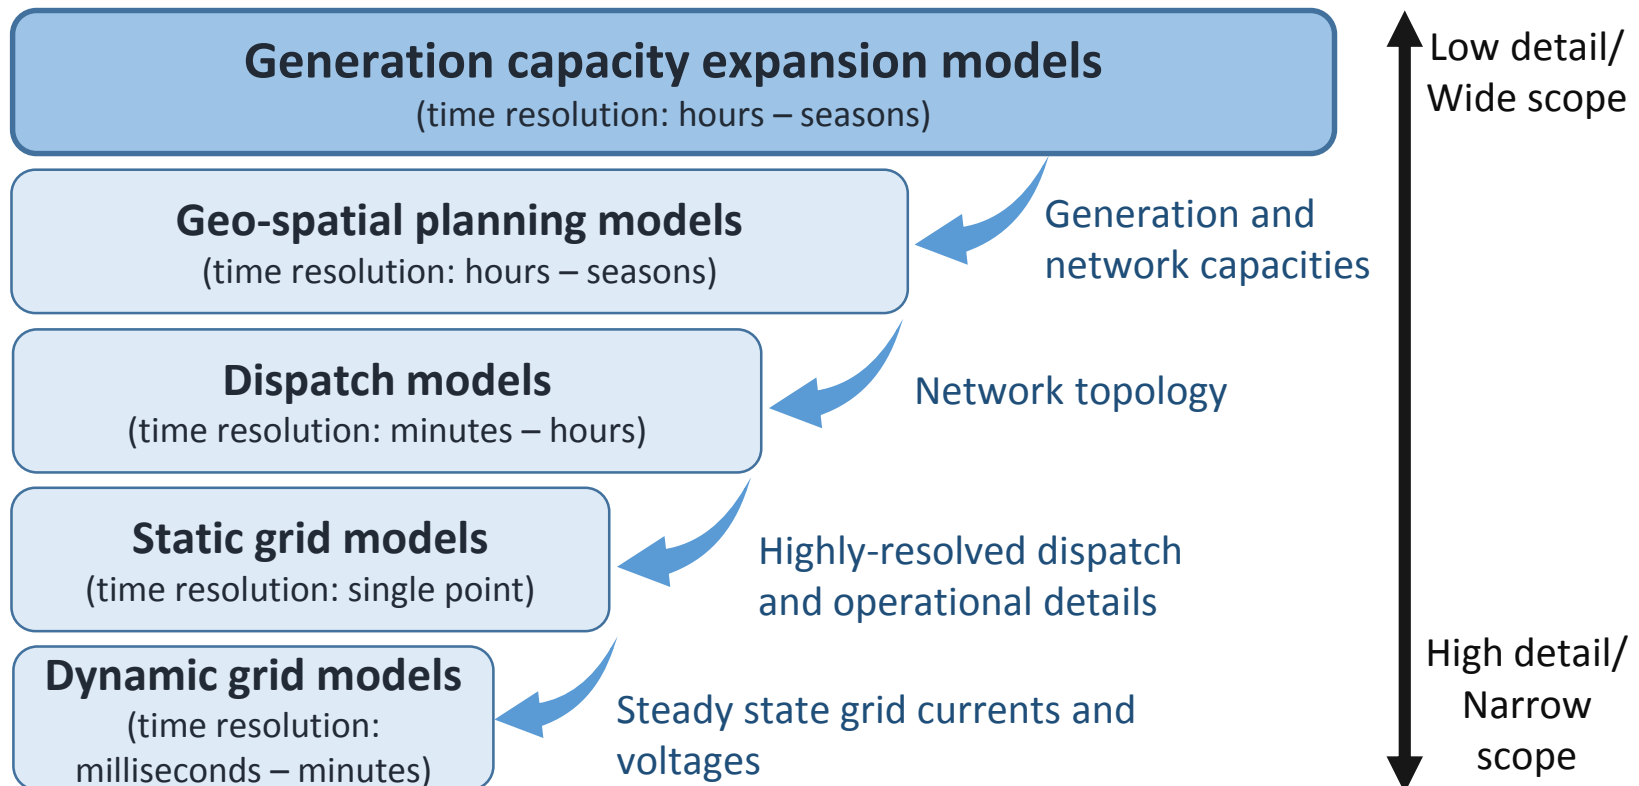 Generation capacity expansion models
(time resolution: hours – seasons)
Low detail/
Wide scope
Geo-spatial planning models
(time resolution: hours – seasons)
Generation and
network capacities
Dispatch models
(time resolution: minutes – hours)
Network topology
Static grid models
(time resolution: single point)
Highly-resolved dispatch
and operational details
Dynamic grid models
(time resolution:
milliseconds – minutes)
Steady state grid currents and
voltages
High detail/
Narrow
scope